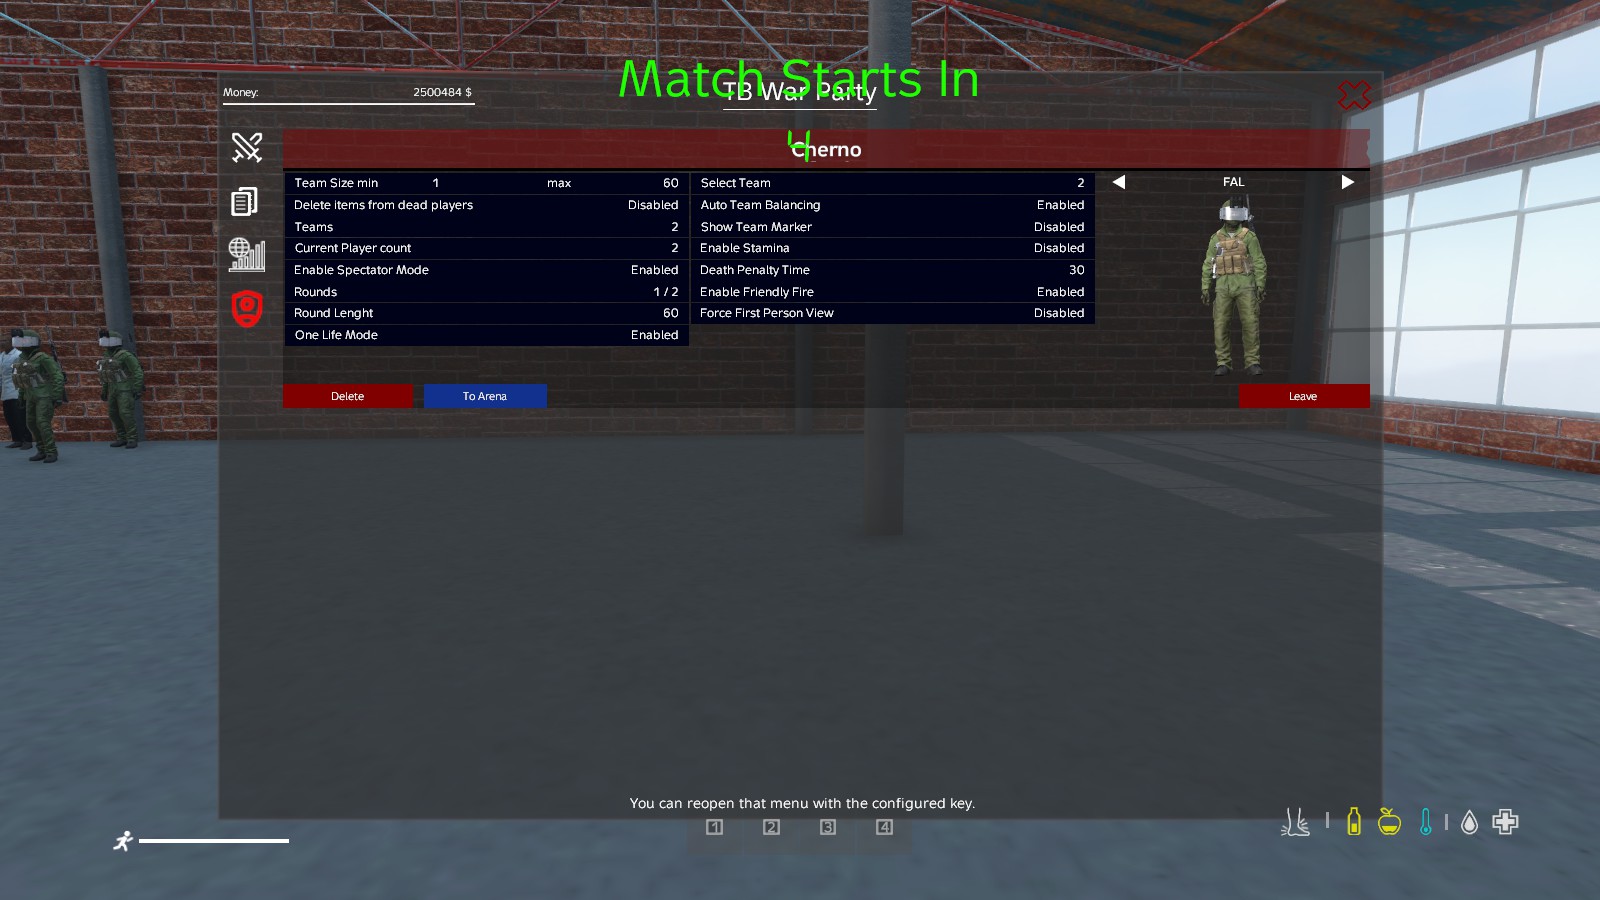 Match Starts In
Money: 2500484 $
TB War Party
4
Cherno
Team Size min 1 max 60
Select Team 2
FAL
Delete items from dead players Disabled
Auto Team Balancing Enabled
Teams 2
Show Team Marker Disabled
Current Player count 2
Enable Stamina Disabled
Enable Spectator Mode Enabled
Death Penalty Time 30
Rounds 1 / 2
Enable Friendly Fire Enabled
Round Lenght 60
Force First Person View Disabled
One Life Mode Enabled
Delete
To Arena
Leave
You can reopen that menu with the configured key.
1 2 3 4